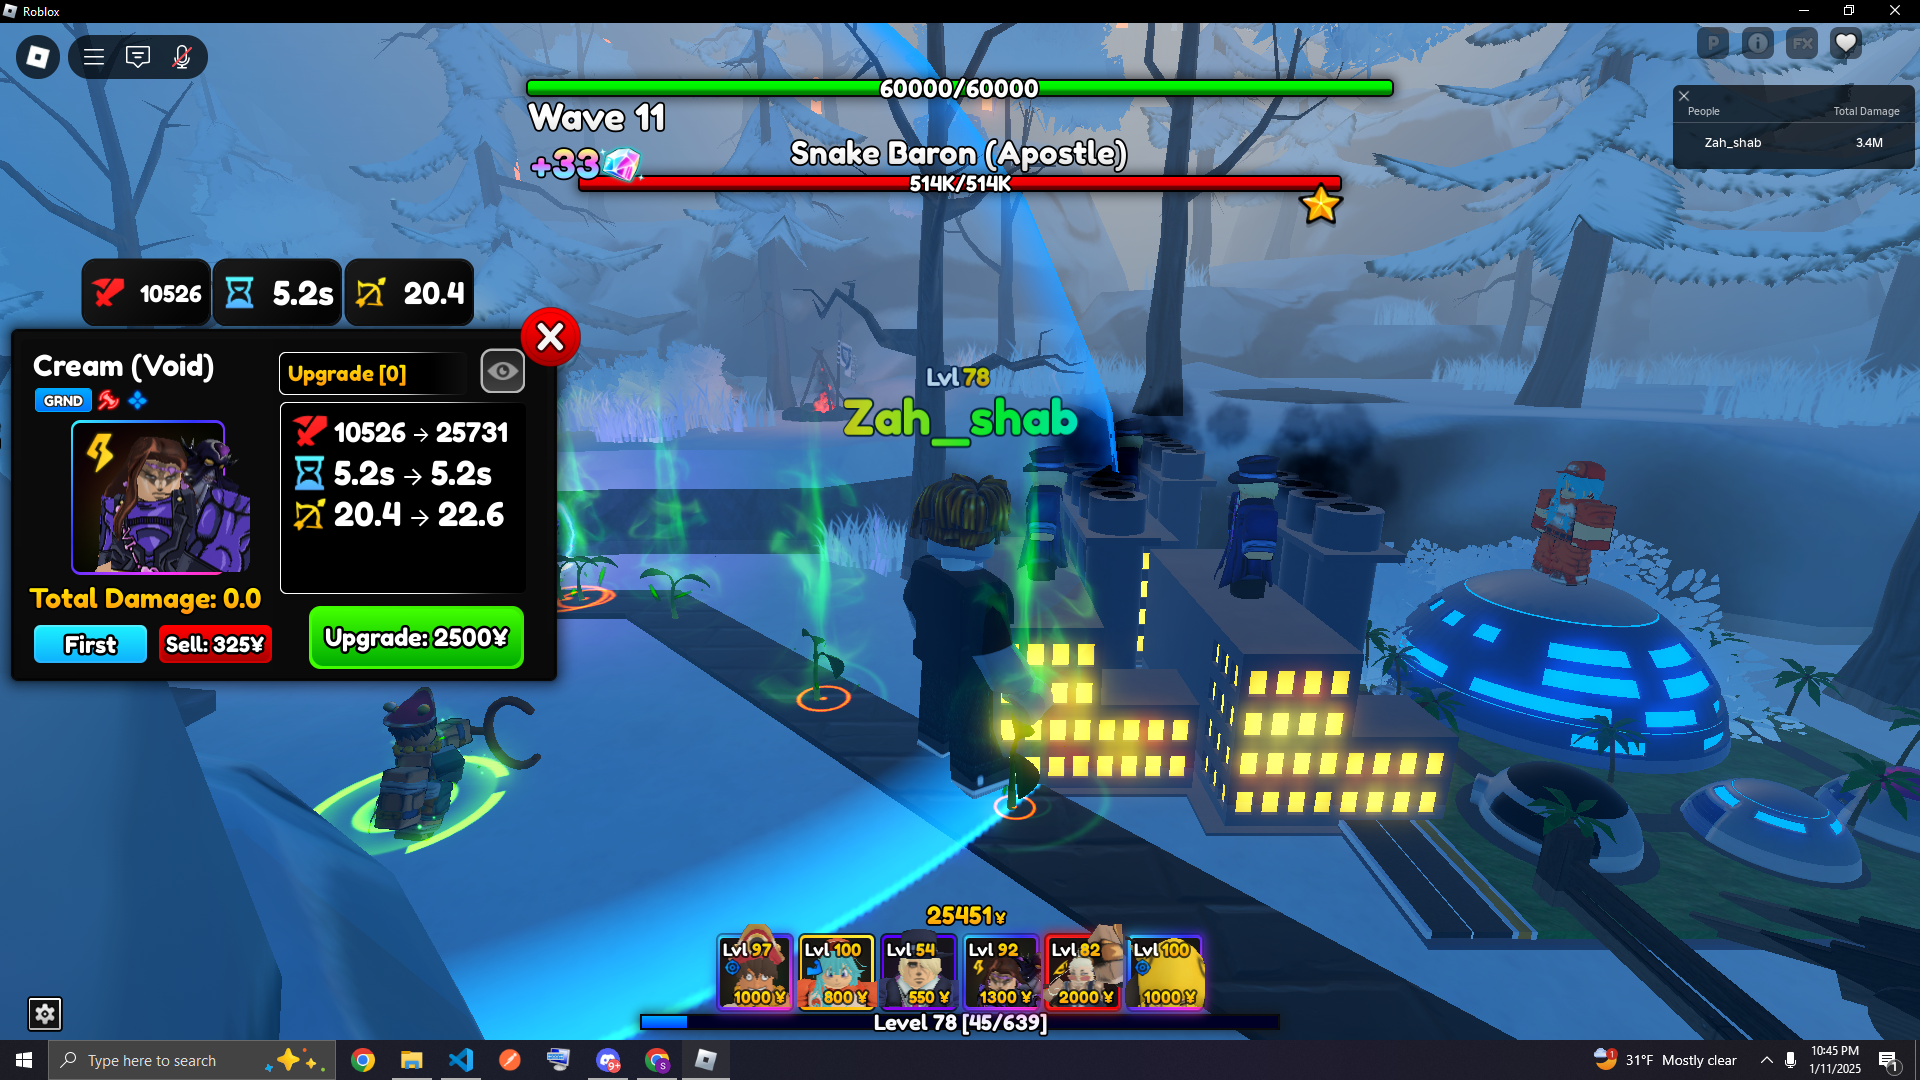 Roblox
P
i
FX
60000/60000
Wave 11
+33
Snake Baron (Apostle)
514K/514K
People Total Damage
Zah_shab 3.4M
10526 5.2s 20.4
Cream (Void)
GRND
Upgrade [0]
10526 → 25731
5.2s → 5.2s
20.4 → 22.6
Total Damage: 0.0
First
Sell: 325¥
Upgrade: 2500¥
Lvl 78
Zah_shab
25451¥
Lvl 97 Lvl 100 Lvl 54 Lvl 92 Lvl 82 Lvl 100
1000 ¥ 800 ¥ 550 ¥ 1300 ¥ 2000 ¥ 1000 ¥
Level 78 [45/639]
Type here to search
9+
S
1
31°F Mostly clear
10:45 PM
1/11/2025
1